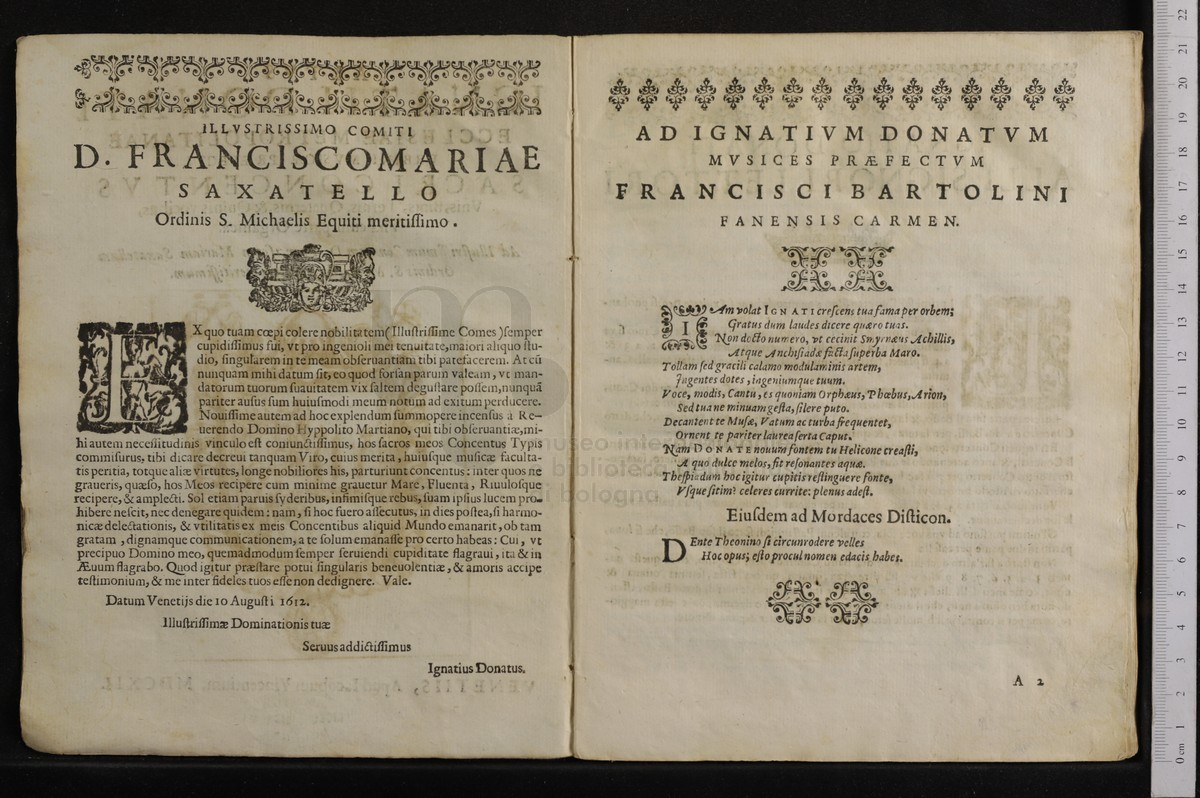 ILLVSTRISSIMO COMITI
D. FRANCISCOMARIAE
SAXATELLO
Ordinis S. Michaelis Equiti meritissimo.
EX quo tuam cœpi colere nobilitatem (Illustrissime Comes) semper
cupidissimus fui, vt pro ingenioli mei tenuitate, maiori aliquo stu-
dio, singularem in te meam obseruantiam tibi patefacerem. At cū
nunquam mihi datum sit, eo quod forsan parum valeam, vt man-
datorum tuorum suauitatem vix saltem degustare possem, nunquā
pariter ausus sum huiusmodi meum notum ad exitum perducere.
Nouissime autem ad hoc explendum summopere incensus à Re-
uerendo Domino Hyppolito Martiano, qui tibi obseruantiæ, mi-
hi autem necessitudinis vinculo est coniunctissimus, hos sacros meos Concentus Typis
commisurus, tibi dicare decreui tanquam Viro, cuius merita, huiusque musicæ faculta-
tis peritia, totque aliæ virtutes, longe nobiliores his, parturiunt concentus: inter quos ne
graueris, quæso, hos Meos recipere cum minime grauetur Mare, Fluenta, Riuulosque
recipere, & amplecti. Sol etiam paruis syderibus, infimisque rebus, suam ipsius lucem pro-
hibere nescit, nec denegare quidem: nam, si hoc fuero assecutus, in dies postea, si harmo-
nicæ delectationis, & vtilitatis ex meis Concentibus aliquid Mundo emanarit, ob tam
gratam, dignamque communicationem, a te solum emanasse pro certo habeas: Cui, vt
precipuo Domino meo, quemadmodum semper seruiendi cupiditate flagraui, ita & in
Æuum flagrabo. Quod igitur præstare potui singularis beneuolentiæ, & amoris accipe
testimonium, & me inter fideles tuos esse non dedignere. Vale.
Datum Venetijs die 10 Augusti 1612.
Illustrissimæ Dominationis tuæ
Seruus addictissimus
Ignatius Donatus.
AD IGNATIVM DONATVM
MVSICES PRÆFECTVM
FRANCISCI BARTOLINI
FANENSIS CARMEN.
IAm volat IGNATI crescens tua fama per orbem;
Gratus dum laudes dicere quæro tuas.
Non decto numero, vt cecinit Smyrnæus Achillis,
Atque Anchisiadæ facta superba Maro.
Tollam sed gracili calamo modulaminis artem,
Ingentes dotes, ingeniumque tuum.
Voce, modis, Cantu, es quoniam Orphæus, Phœbus, Arion,
Sed tua ne minuam gesta, silere puto.
Decantent te Musæ, Vatum ac turba frequentet,
Ornent te pariter laurea serta Caput.
Nam DONATE nouum fontem tu Helicone creasti,
A quo dulce melos, fit resonantes aquæ.
Thespiadum hoc igitur cupitis restinguere fonte,
Vsque sitim? celeres currite: plenus adest.
Eiusdem ad Mordaces Disticon.
DEnte Theonino si circunrodere velles
Hoc opus; esto procul nomen edacis habes.
A 2